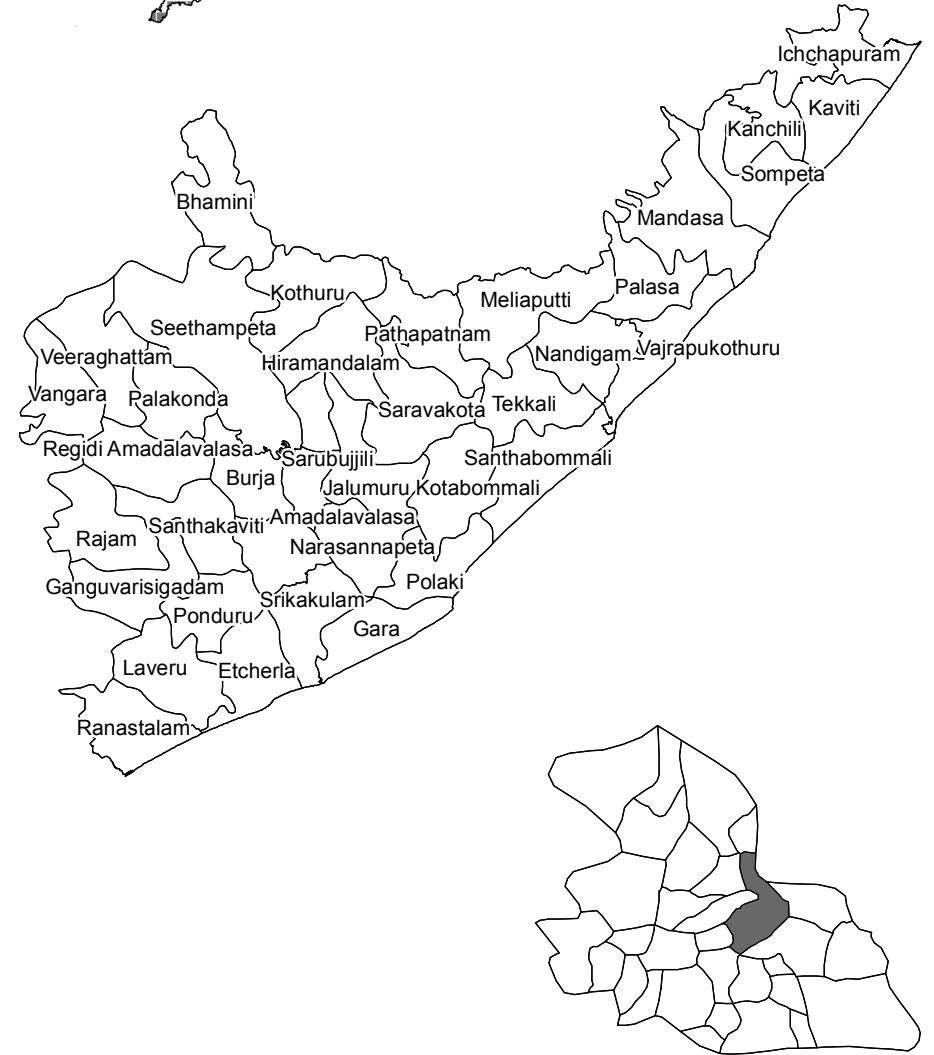 Ichchapuram
Kaviti
Kanchili
Sompeta
Bhamini
Mandasa
Kothuru
Meliaputti
Palasa
Seethampeta
Pathapatnam
Veeraghattam
Hiramandalam
Nandigam
Vajrapukothuru
Vangara
Palakonda
Saravakota
Tekkali
Regidi Amadalavalasa
Sarubujjili
Santhabommali
Burja
Jalumuru
Kotabommali
Santhakaviti
Amadalavalasa
Rajam
Narasannapeta
Ganguvarisigadam
Polaki
Srikakulam
Ponduru
Gara
Laveru
Etcherla
Ranastalam